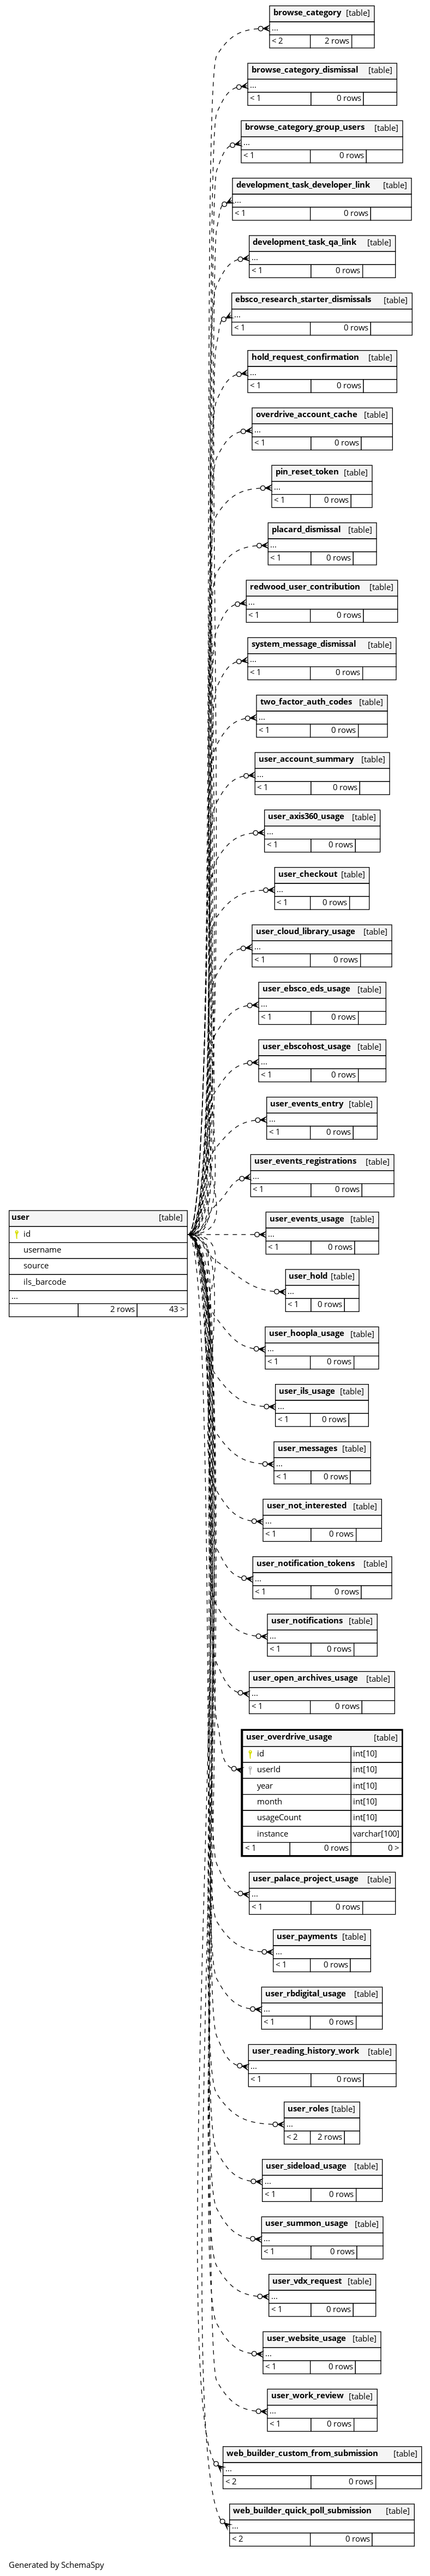 browse_category [table]
...
< 2 2 rows
browse_category_dismissal [table]
...
< 1 0 rows
browse_category_group_users [table]
...
< 1 0 rows
development_task_developer_link [table]
...
< 1 0 rows
development_task_qa_link [table]
...
< 1 0 rows
ebsco_research_starter_dismissals [table]
...
< 1 0 rows
hold_request_confirmation [table]
...
< 1 0 rows
overdrive_account_cache [table]
...
< 1 0 rows
pin_reset_token [table]
...
< 1 0 rows
placard_dismissal [table]
...
< 1 0 rows
redwood_user_contribution [table]
...
< 1 0 rows
system_message_dismissal [table]
...
< 1 0 rows
two_factor_auth_codes [table]
...
< 1 0 rows
user_account_summary [table]
...
< 1 0 rows
user_axis360_usage [table]
...
< 1 0 rows
user_checkout [table]
...
< 1 0 rows
user_cloud_library_usage [table]
...
< 1 0 rows
user_ebsco_eds_usage [table]
...
< 1 0 rows
user_ebscohost_usage [table]
...
< 1 0 rows
user_events_entry [table]
...
< 1 0 rows
user_events_registrations [table]
...
< 1 0 rows
user [table]
id
username
source
ils_barcode
...
2 rows 43 >
user_events_usage [table]
...
< 1 0 rows
user_hold [table]
...
< 1 0 rows
user_hoopla_usage [table]
...
< 1 0 rows
user_ils_usage [table]
...
< 1 0 rows
user_messages [table]
...
< 1 0 rows
user_not_interested [table]
...
< 1 0 rows
user_notification_tokens [table]
...
< 1 0 rows
user_notifications [table]
...
< 1 0 rows
user_open_archives_usage [table]
...
< 1 0 rows
user_overdrive_usage [table]
id int[10]
userId int[10]
year int[10]
month int[10]
usageCount int[10]
instance varchar[100]
< 1 0 rows 0 >
user_palace_project_usage [table]
...
< 1 0 rows
user_payments [table]
...
< 1 0 rows
user_rbdigital_usage [table]
...
< 1 0 rows
user_reading_history_work [table]
...
< 1 0 rows
user_roles [table]
...
< 2 2 rows
user_sideload_usage [table]
...
< 1 0 rows
user_summon_usage [table]
...
< 1 0 rows
user_vdx_request [table]
...
< 1 0 rows
user_website_usage [table]
...
< 1 0 rows
user_work_review [table]
...
< 1 0 rows
web_builder_custom_from_submission [table]
...
< 2 0 rows
web_builder_quick_poll_submission [table]
...
< 2 0 rows
Generated by SchemaSpy